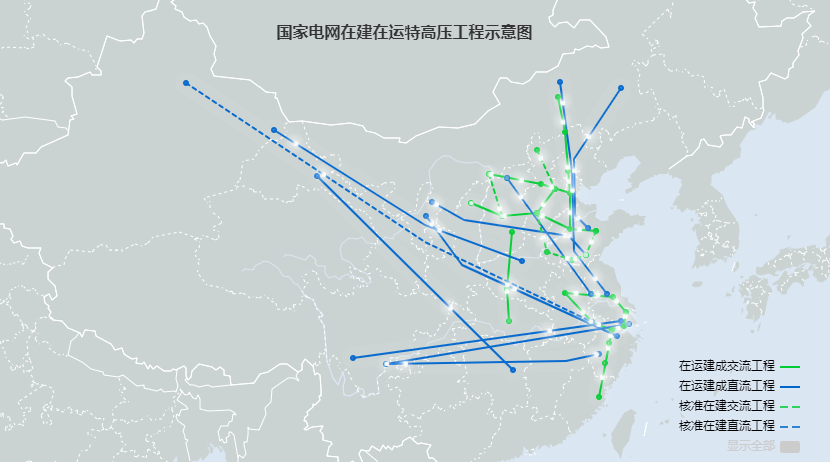 国家电网在建在运特高压工程示意图
在运建成交流工程
在运建成直流工程
核准在建交流工程
核准在建直流工程
显示全部